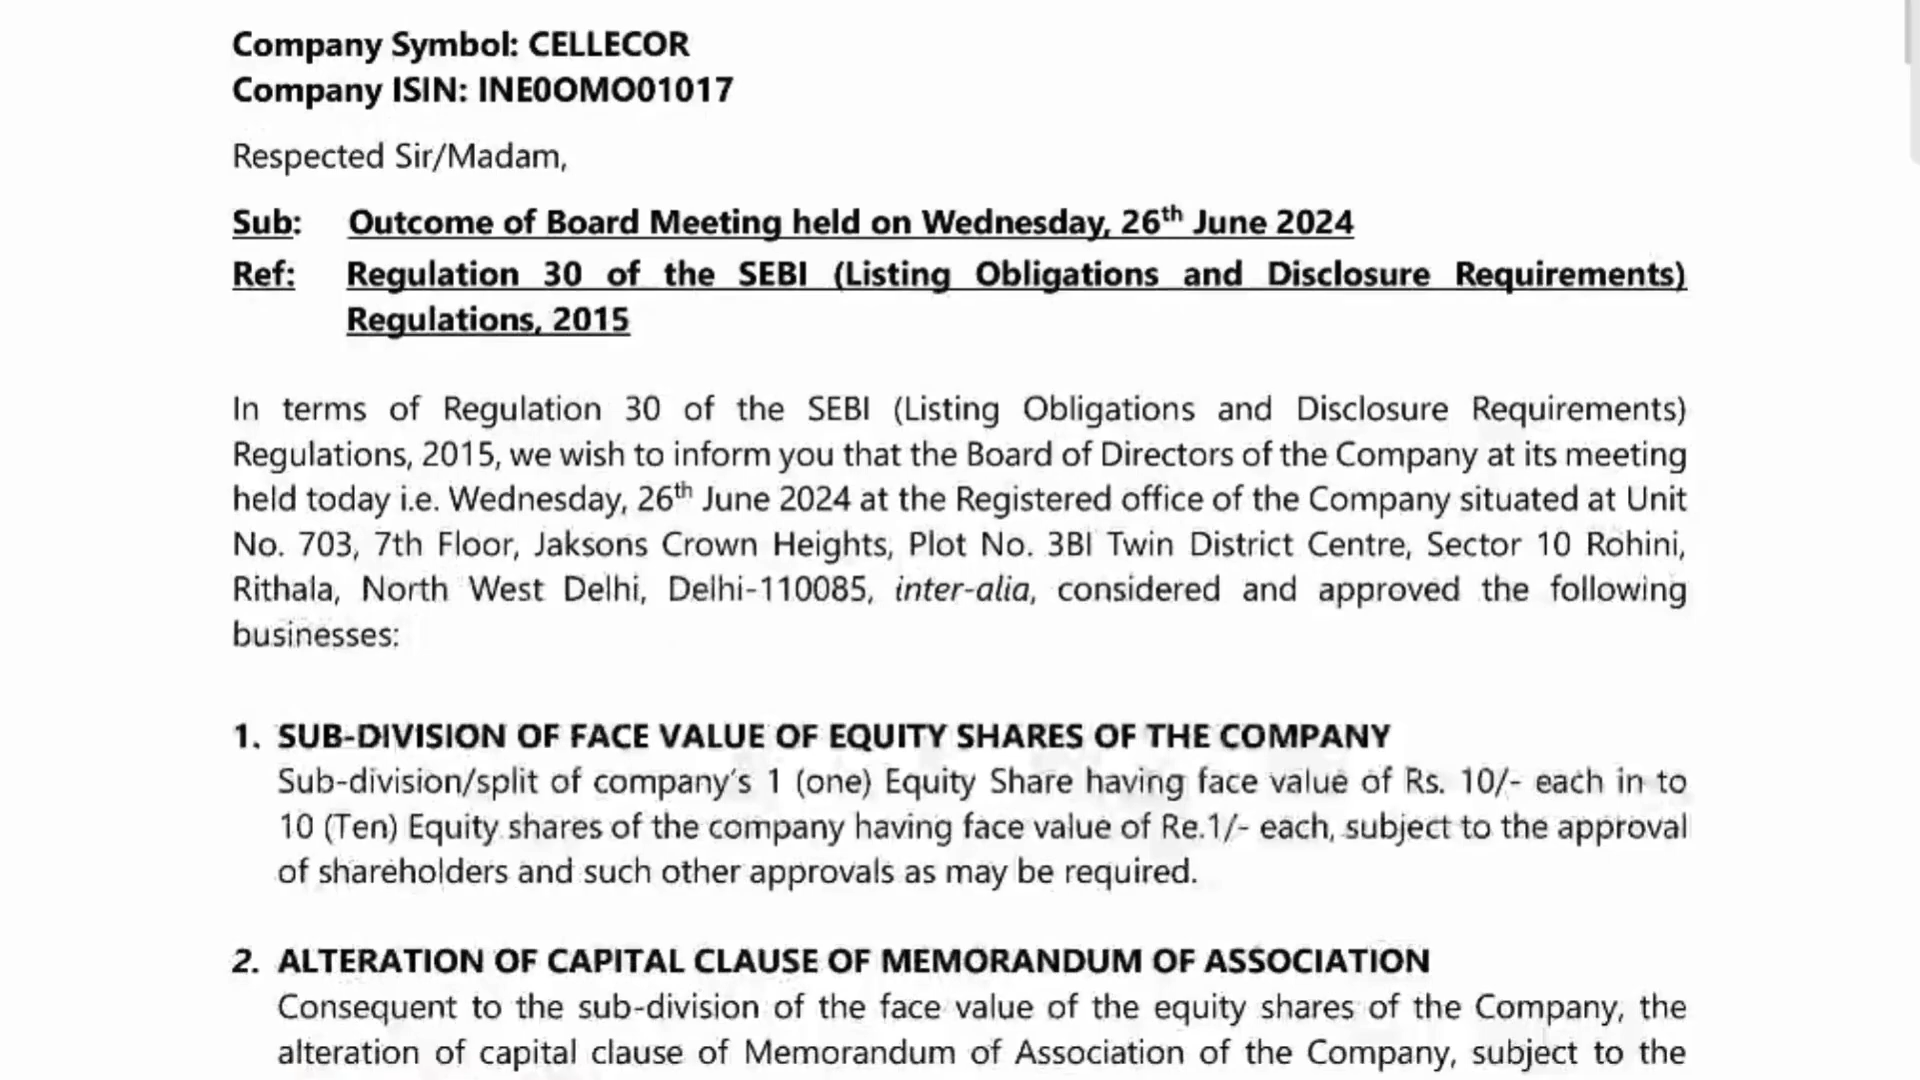 Company Symbol: CELLECOR
Company ISIN: INE0OMO01017
Respected Sir/Madam,
Sub: Outcome of Board Meeting held on Wednesday, 26th June 2024
Ref: Regulation 30 of the SEBI (Listing Obligations and Disclosure Requirements)
Regulations, 2015
In terms of Regulation 30 of the SEBI (Listing Obligations and Disclosure Requirements)
Regulations, 2015, we wish to inform you that the Board of Directors of the Company at its meeting
held today i.e. Wednesday, 26th June 2024 at the Registered office of the Company situated at Unit
No. 703, 7th Floor, Jaksons Crown Heights, Plot No. 3BI Twin District Centre, Sector 10 Rohini,
Rithala, North West Delhi, Delhi-110085, inter-alia, considered and approved the following
businesses:
1. SUB-DIVISION OF FACE VALUE OF EQUITY SHARES OF THE COMPANY
Sub-division/split of company's 1 (one) Equity Share having face value of Rs. 10/- each in to
10 (Ten) Equity shares of the company having face value of Re.1/- each, subject to the approval
of shareholders and such other approvals as may be required.
2. ALTERATION OF CAPITAL CLAUSE OF MEMORANDUM OF ASSOCIATION
Consequent to the sub-division of the face value of the equity shares of the Company, the
alteration of capital clause of Memorandum of Association of the Company, subject to the